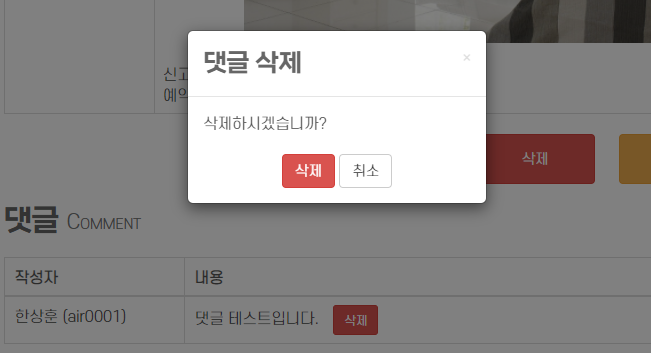 댓글 삭제 ×
신고
예약
삭제하시겠습니까?
삭제 취소
삭제
댓글 COMMENT
작성자 내용
한상훈 (air0001) 댓글 테스트입니다. 삭제